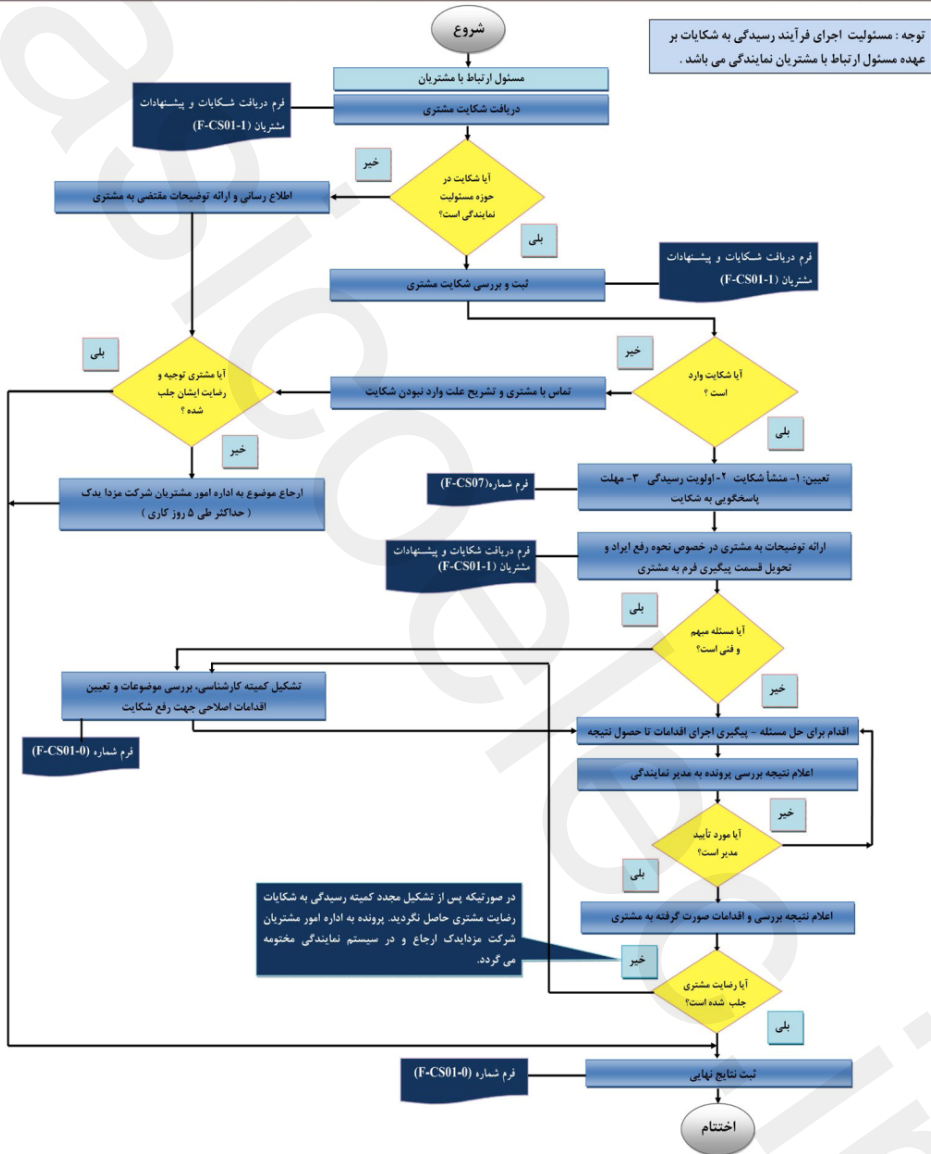 شروع
توجه : مسئولیت اجرای فرآیند رسیدگی به شکایات بر
عهده مسئول ارتباط با مشتریان نمایندگی می باشد .
مسئول ارتباط با مشتریان
دریافت شکایت مشتری
فرم دریافت شکایات و پیشنهادات
مشتریان (F-CS01-1)
آیا شکایت در
حوزه مسئولیت
نمایندگی است؟
خیر
اطلاع رسانی و ارائه توضیحات مقتضی به مشتری
بلی
ثبت و بررسی شکایت مشتری
فرم دریافت شکایات و پیشنهادات
مشتریان (F-CS01-1)
آیا شکایت وارد
است ؟
خیر
تماس با مشتری و تشریح علت وارد نبودن شکایت
آیا مشتری توجیه و
رضایت ایشان جلب
شده ؟
بلی
خیر
ارجاع موضوع به اداره امور مشتریان شرکت مزدا یدک
( حداکثر طی ۵ روز کاری )
بلی
تعیین: ۱- منشأ شکایت ۲-اولویت رسیدگی ۳- مهلت
پاسخگویی به شکایت
فرم شماره(F-CS07)
ارائه توضیحات به مشتری در خصوص نحوه رفع ایراد و
تحویل قسمت پیگیری فرم به مشتری
فرم دریافت شکایات و پیشنهادات
مشتریان (F-CS01-1)
آیا مسئله مبهم
و فنی است؟
بلی
تشکیل کمیته کارشناسی، بررسی موضوعات و تعیین
اقدامات اصلاحی جهت رفع شکایت
فرم شماره (F-CS01-0)
خیر
اقدام برای حل مسئله - پیگیری اجرای اقدامات تا حصول نتیجه
اعلام نتیجه بررسی پرونده به مدیر نمایندگی
آیا مورد تأیید
مدیر است؟
خیر
بلی
اعلام نتیجه بررسی و اقدامات صورت گرفته به مشتری
در صورتیکه پس از تشکیل مجدد کمیته رسیدگی به شکایات
رضایت مشتری حاصل نگردید. پرونده به اداره امور مشتریان
شرکت مزدایدک ارجاع و در سیستم نمایندگی مختومه
می گردد.
آیا رضایت مشتری
جلب شده است؟
خیر
بلی
ثبت نتایج نهایی
فرم شماره (F-CS01-0)
اختتام